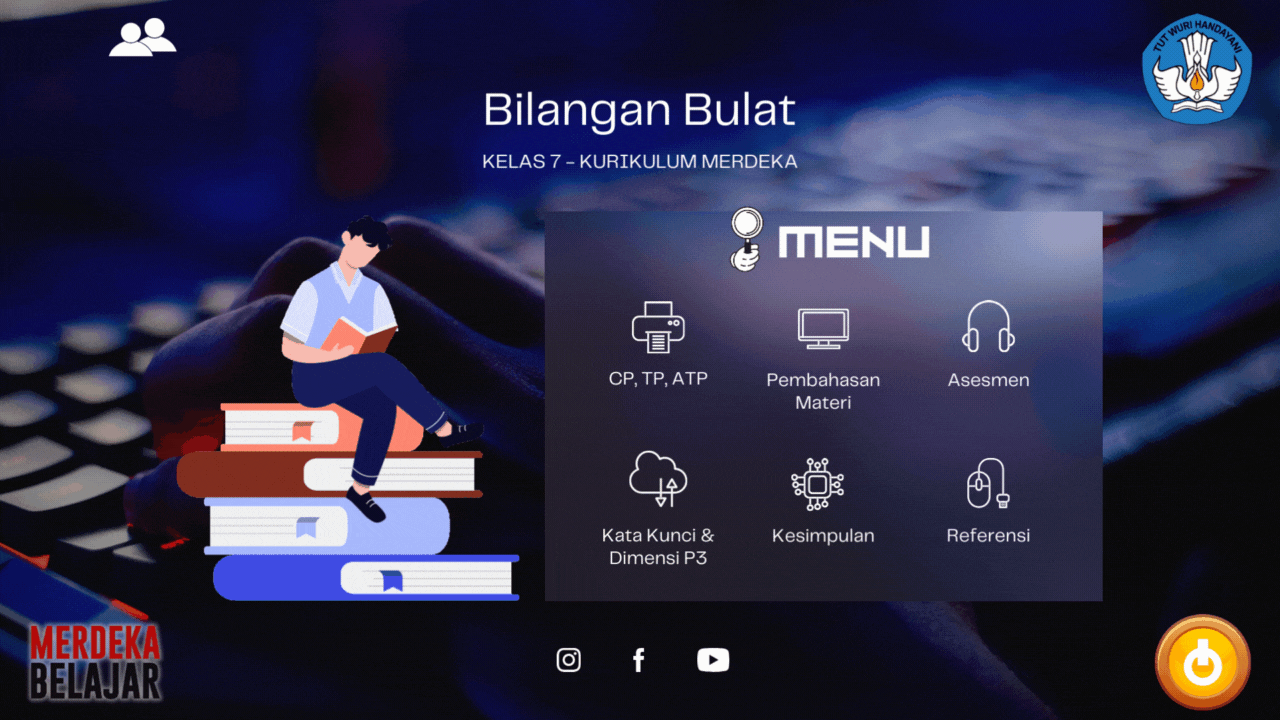 TUT WURI HANDAYANI
Bilangan Bulat
KELAS 7 - KURIKULUM MERDEKA
MENU
CP, TP, ATP
Pembahasan
Materi
Asesmen
Kata Kunci &
Dimensi P3
Kesimpulan
Referensi
MERDEKA
BELAJAR